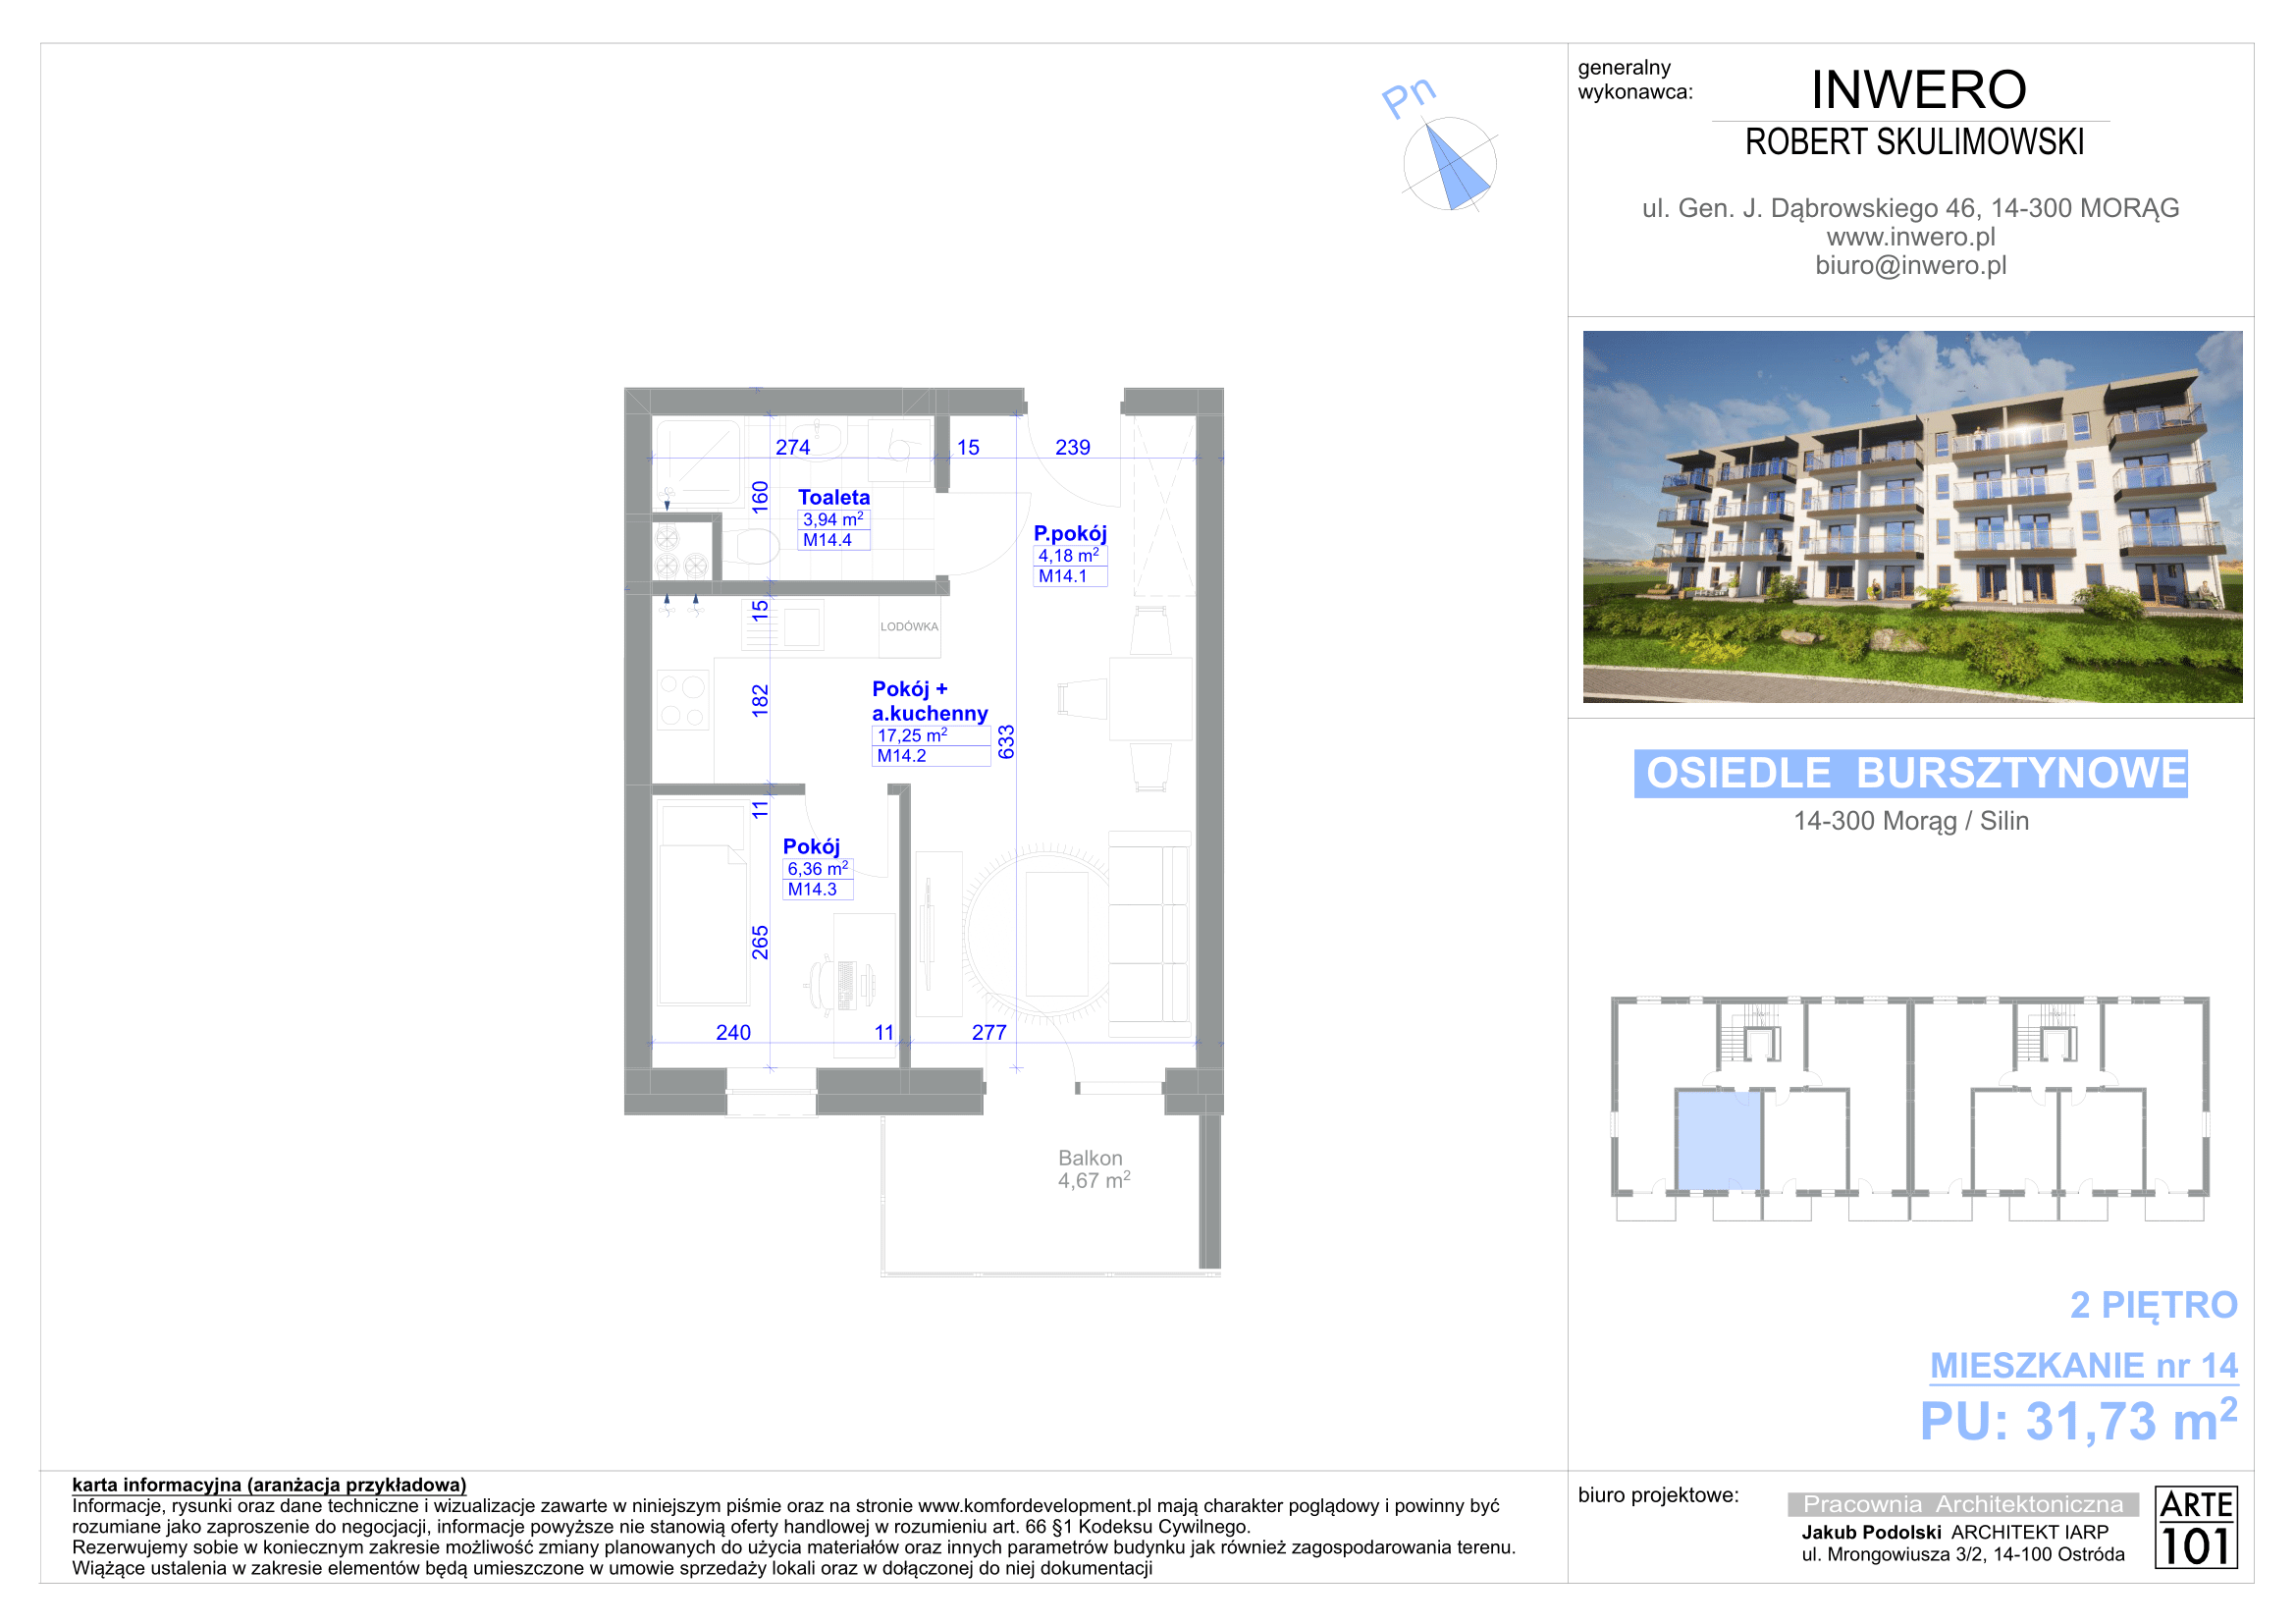 Pn
274
15
239
160
Toaleta
3,94 m²
M14.4
P.pokój
4,18 m²
M14.1
15
LODÓWKA
182
Pokój +
a.kuchenny
17,25 m²
M14.2
633
11
Pokój
6,36 m²
M14.3
265
240
11
277
Balkon
4,67 m²
generalny
wykonawca:
INWERO
ROBERT SKULIMOWSKI
ul. Gen. J. Dąbrowskiego 46, 14-300 MORĄG
www.inwero.pl
biuro@inwero.pl
OSIEDLE BURSZTYNOWE
14-300 Morąg / Silin
2 PIĘTRO
MIESZKANIE nr 14
PU: 31,73 m²
karta informacyjna (aranżacja przykładowa)
Informacje, rysunki oraz dane techniczne i wizualizacje zawarte w niniejszym piśmie oraz na stronie www.komfordevelopment.pl mają charakter poglądowy i powinny być
rozumiane jako zaproszenie do negocjacji, informacje powyższe nie stanowią oferty handlowej w rozumieniu art. 66 §1 Kodeksu Cywilnego.
Rezerwujemy sobie w koniecznym zakresie możliwość zmiany planowanych do użycia materiałów oraz innych parametrów budynku jak również zagospodarowania terenu.
Wiążące ustalenia w zakresie elementów będą umieszczone w umowie sprzedaży lokali oraz w dołączonej do niej dokumentacji
biuro projektowe:
Pracownia Architektoniczna
Jakub Podolski ARCHITEKT IARP
ul. Mrongowiusza 3/2, 14-100 Ostróda
ARTE
101